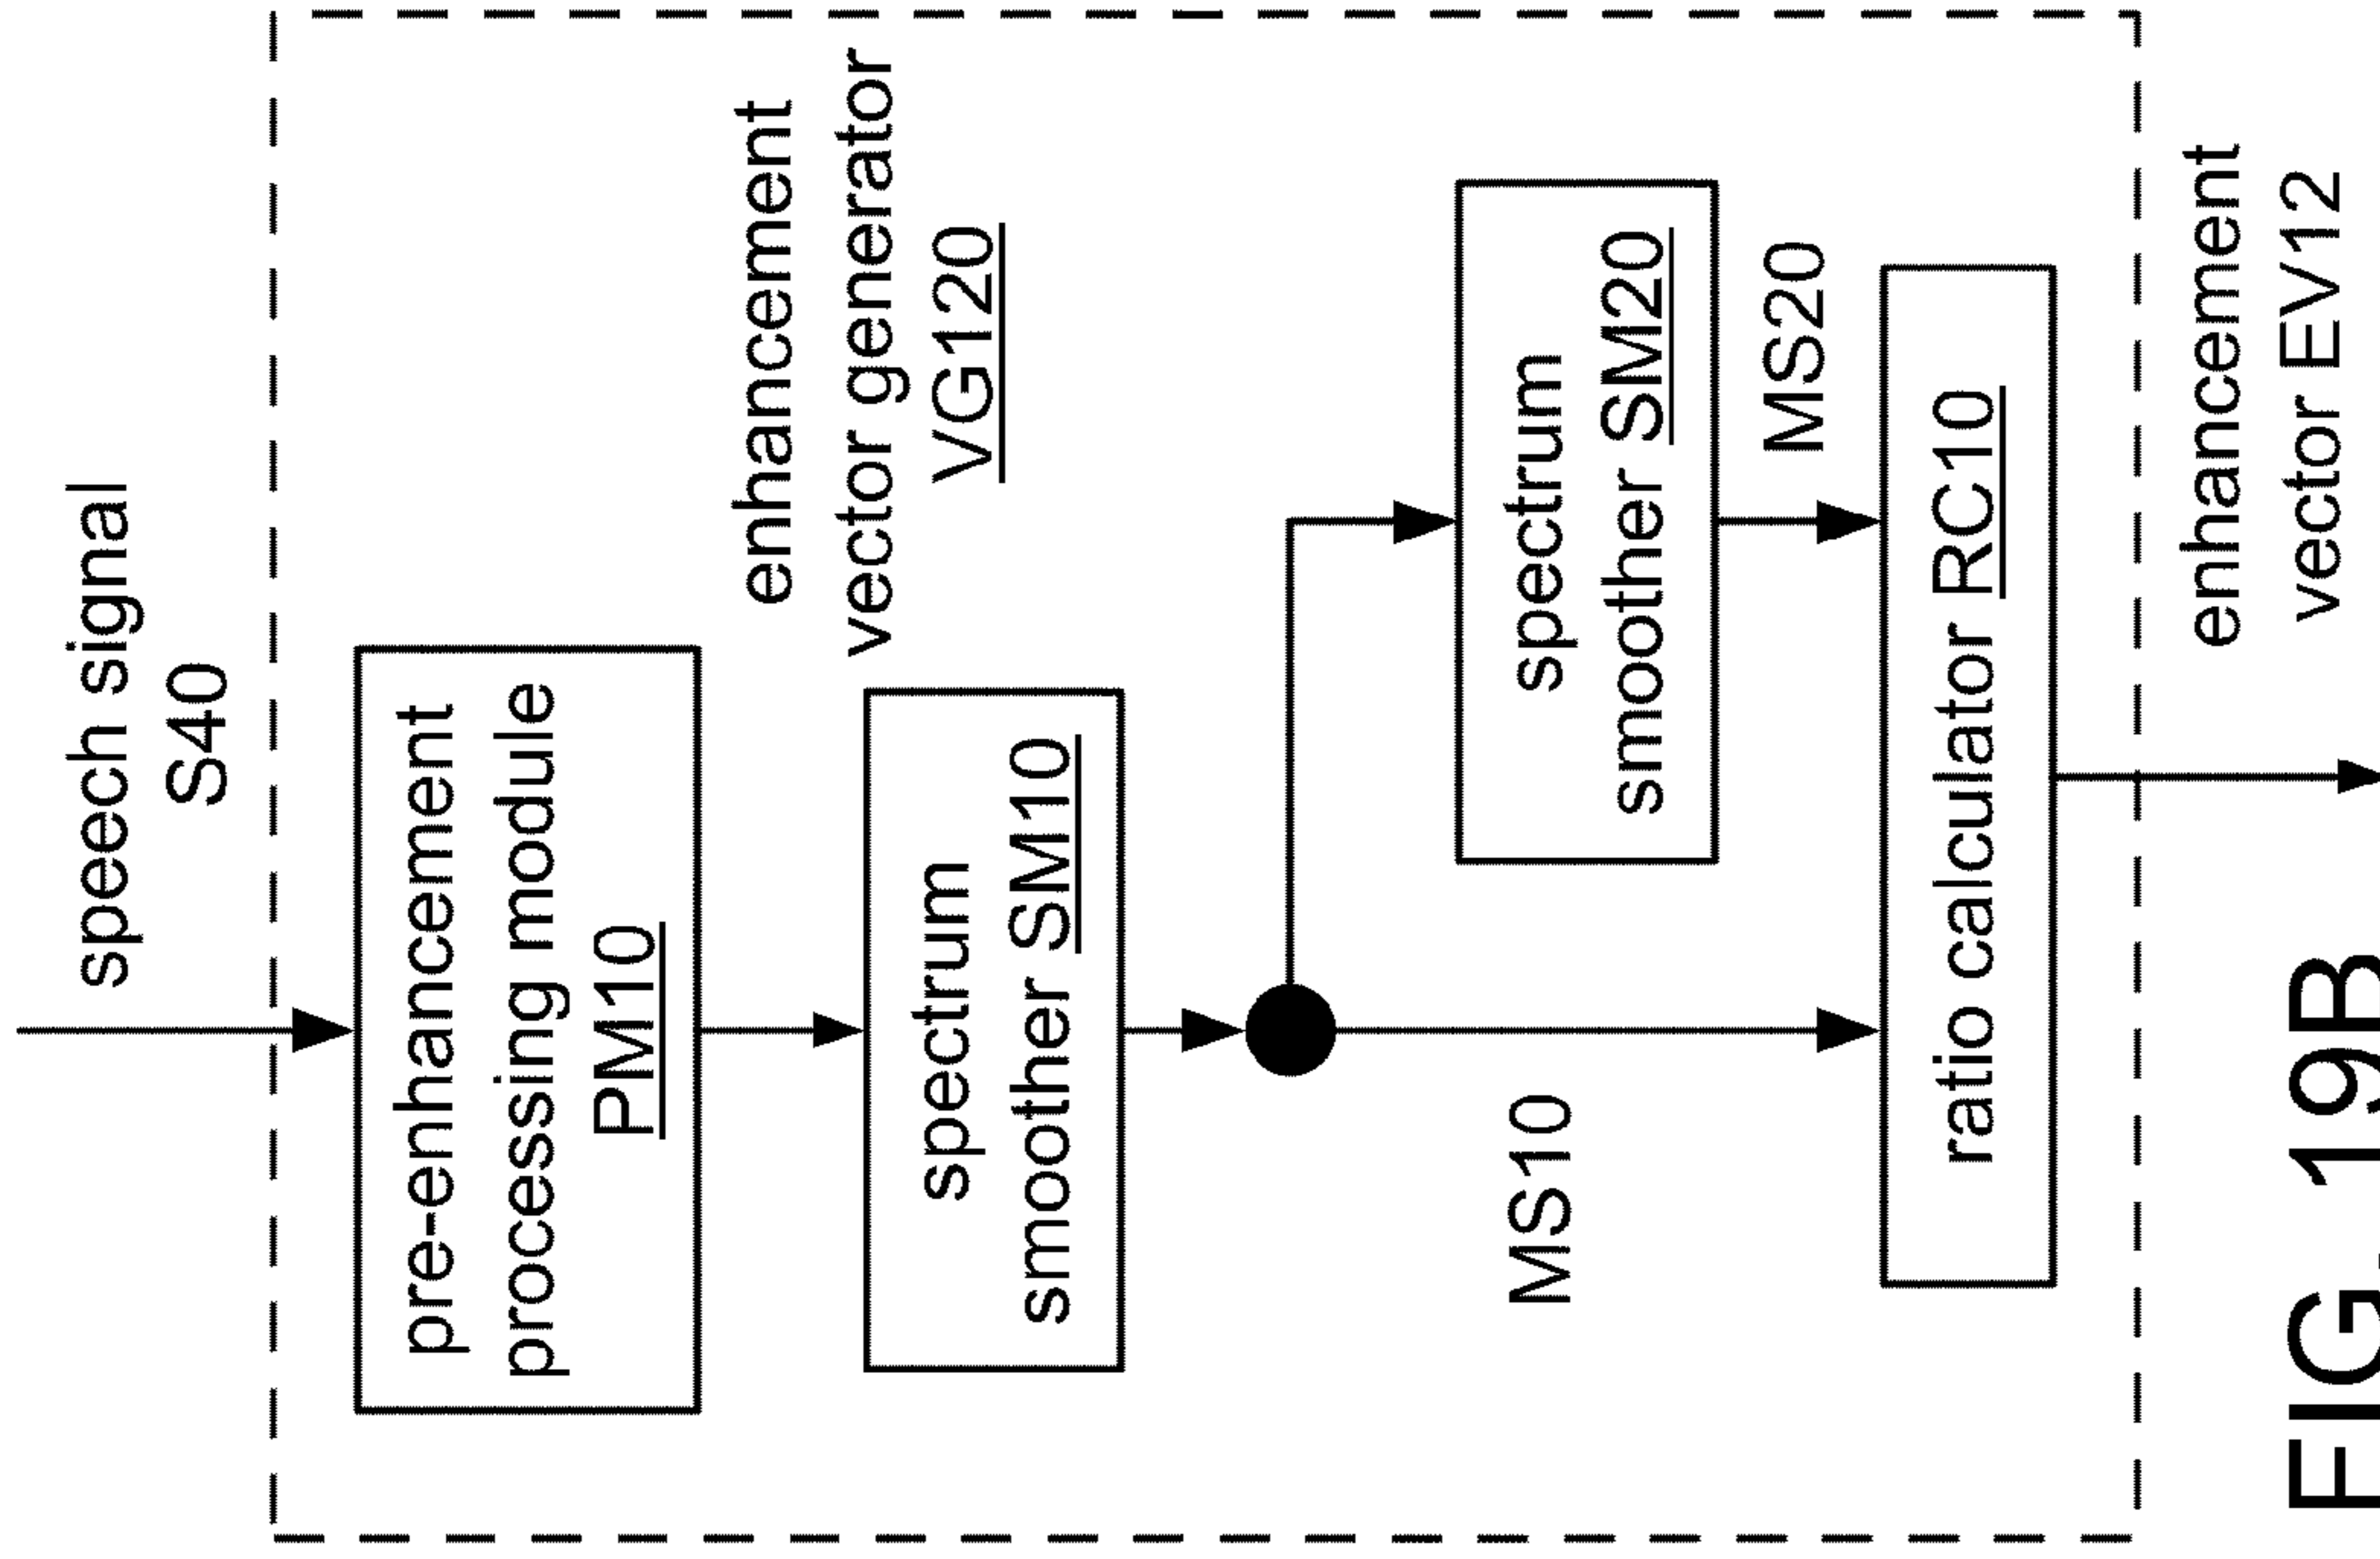 speech signal
S40
pre-enhancement
processing module
PM10
enhancement
vector generator
VG120
spectrum
smoother SM10
MS10
spectrum
smoother SM20
MS20
ratio calculator RC10
enhancement
vector EV12
FIG. 19B